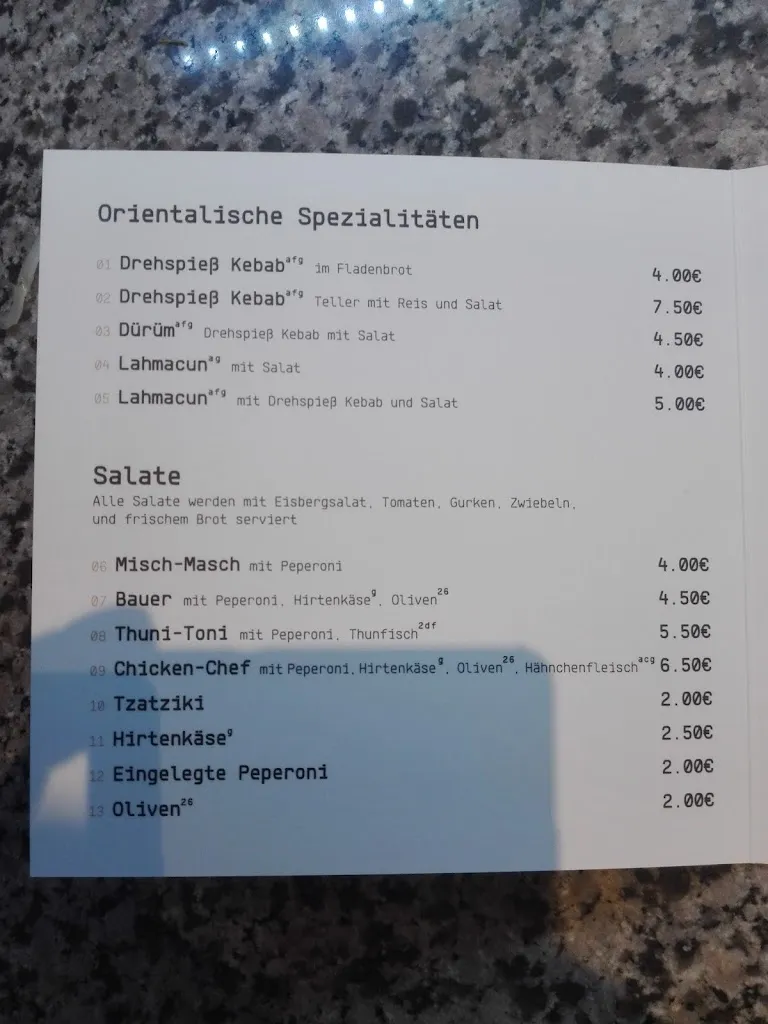 Orientalische Spezialitäten
01 Drehspieß Kebab afg im Fladenbrot 4.00€
02 Drehspieß Kebab afg Teller mit Reis und Salat 7.50€
03 Dürüm afg Drehspieß Kebab mit Salat 4.50€
04 Lahmacun ag mit Salat 4.00€
05 Lahmacun afg mit Drehspieß Kebab und Salat 5.00€
Salate
Alle Salate werden mit Eisbergsalat, Tomaten, Gurken, Zwiebeln,
und frischem Brot serviert
06 Misch-Masch mit Peperoni 4.00€
07 Bauer mit Peperoni, Hirtenkäse g, Oliven 26 4.50€
08 Thuni-Toni mit Peperoni, Thunfisch 2df 5.50€
09 Chicken-Chef mit Peperoni, Hirtenkäse g, Oliven 26, Hähnchenfleisch acg 6.50€
10 Tzatziki 2.00€
11 Hirtenkäse g 2.50€
12 Eingelegte Peperoni 2.00€
13 Oliven 26 2.00€